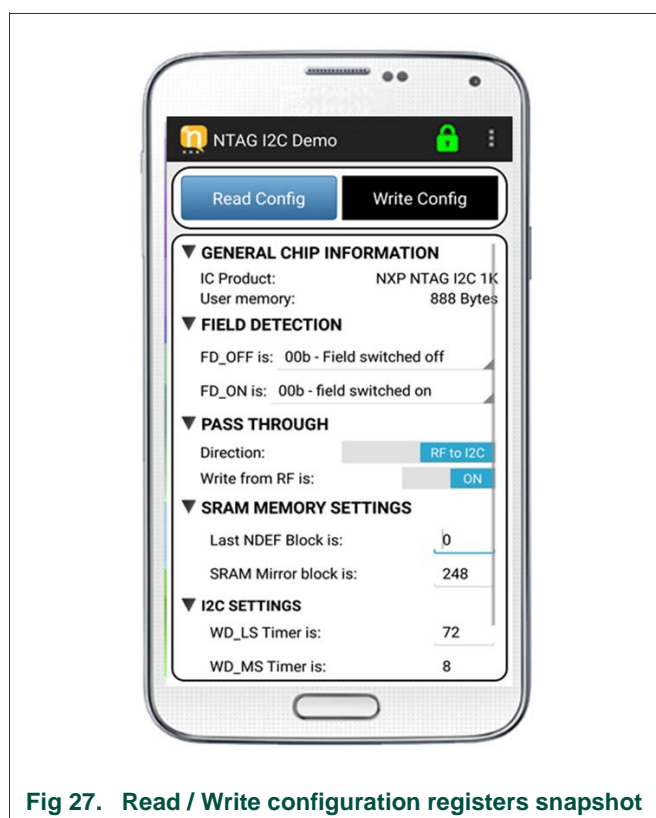 NTAG I2C Demo
Read Config Write Config
GENERAL CHIP INFORMATION
IC Product: NXP NTAG I2C 1K
User memory: 888 Bytes
FIELD DETECTION
FD_OFF is: 00b - Field switched off
FD_ON is: 00b - field switched on
PASS THROUGH
Direction: RF to I2C
Write from RF is: ON
SRAM MEMORY SETTINGS
Last NDEF Block is: 0
SRAM Mirror block is: 248
I2C SETTINGS
WD_LS Timer is: 72
WD_MS Timer is: 8
Fig 27. Read / Write configuration registers snapshot